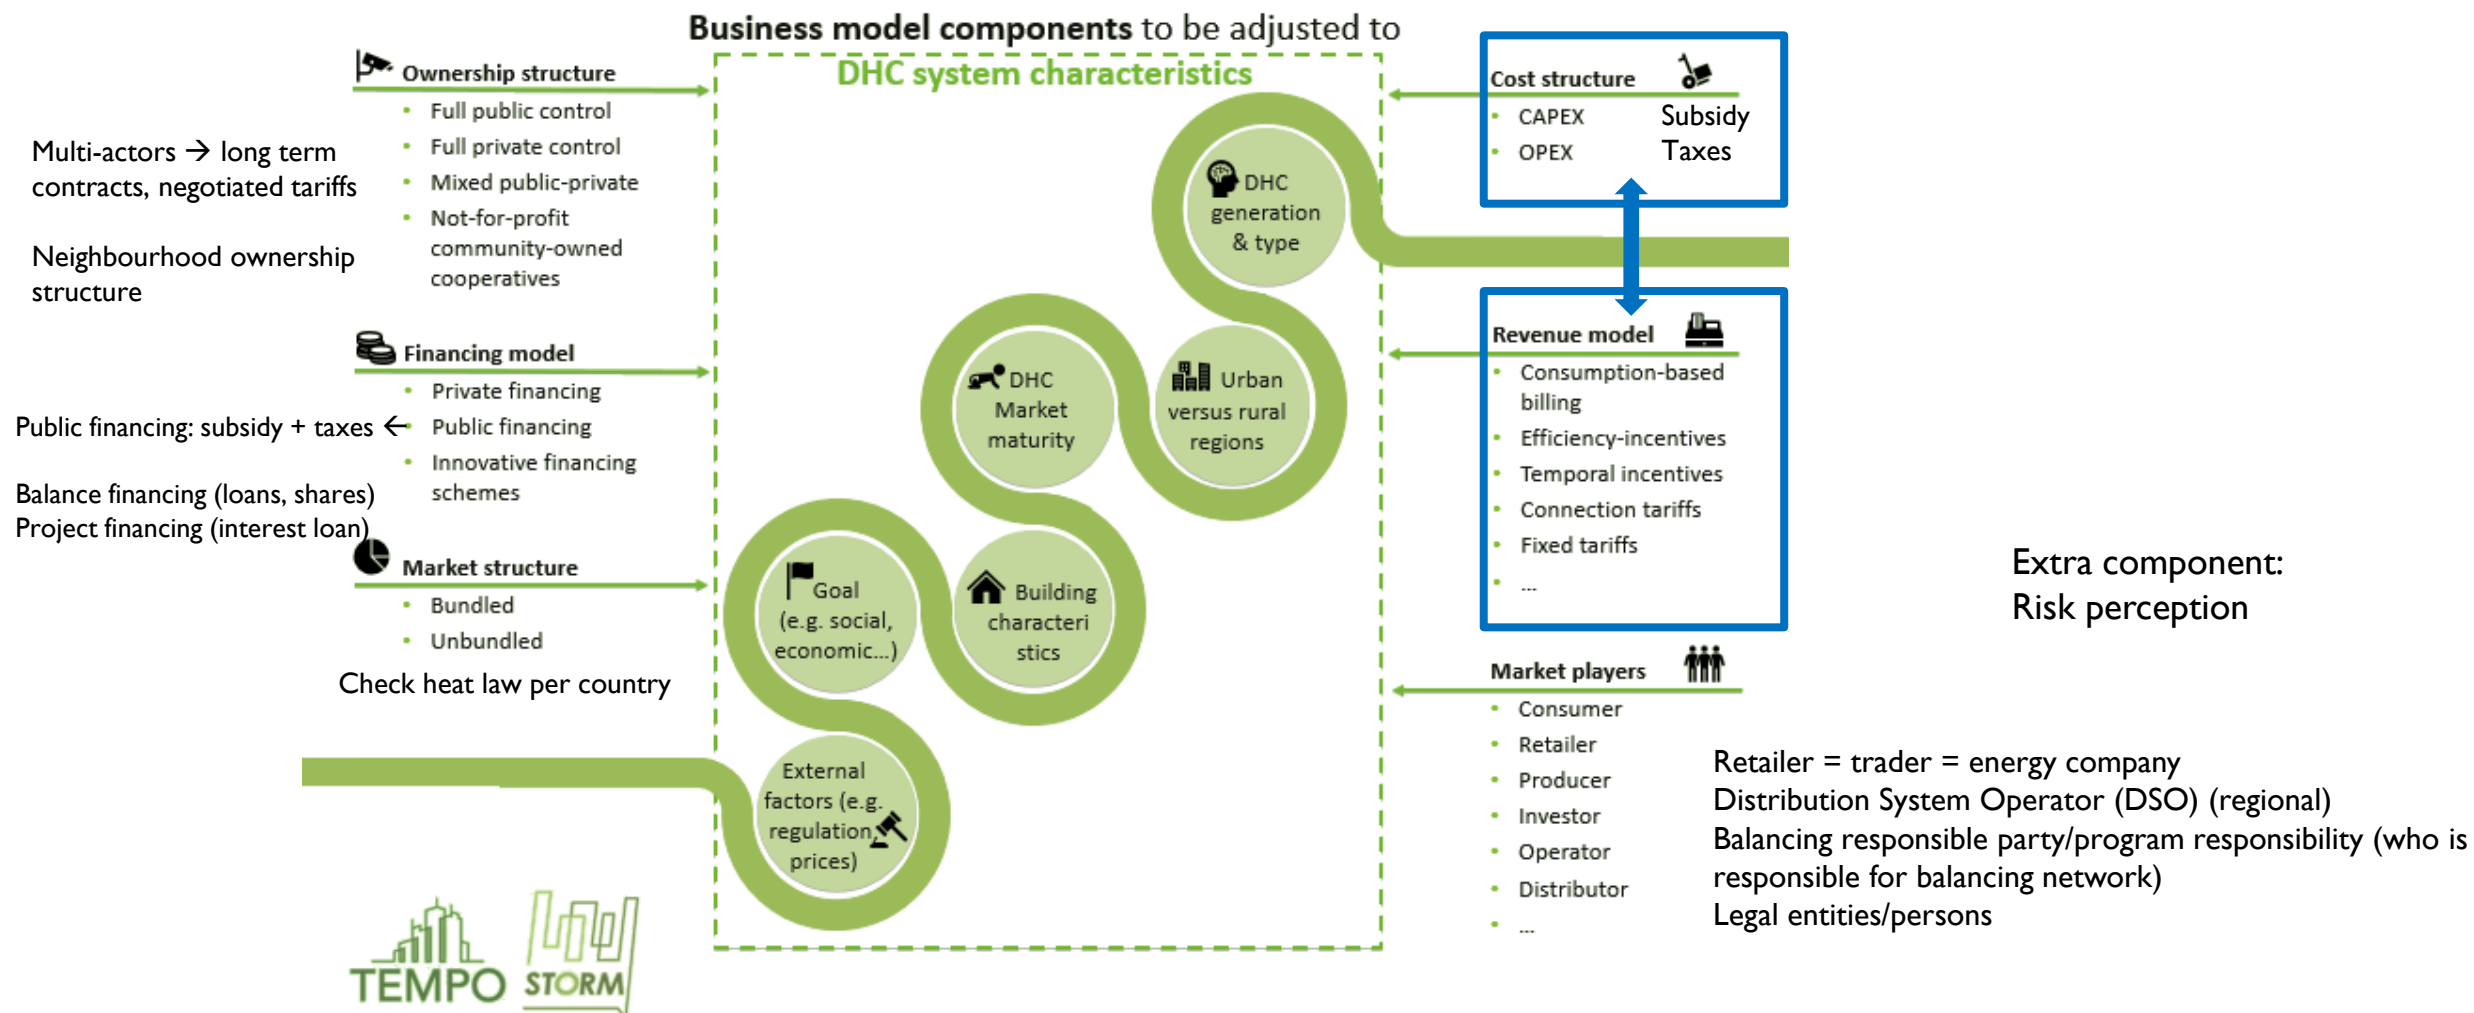 Business model components to be adjusted to
DHC system characteristics
Ownership structure
• Full public control
• Full private control
• Mixed public-private
• Not-for-profit
community-owned
cooperatives
Multi-actors → long term
contracts, negotiated tariffs
Neighbourhood ownership
structure
Financing model
• Private financing
• Public financing
• Innovative financing
schemes
Public financing: subsidy + taxes ←
Balance financing (loans, shares)
Project financing (interest loan)
Market structure
• Bundled
• Unbundled
Check heat law per country
DHC
generation
& type
DHC
Market
maturity
Urban
versus rural
regions
Goal
(e.g. social,
economic...)
Building
characteri
stics
External
factors (e.g.
regulation,
prices)
Cost structure
• CAPEX
• OPEX
Subsidy
Taxes
Revenue model
• Consumption-based
billing
• Efficiency-incentives
• Temporal incentives
• Connection tariffs
• Fixed tariffs
• ...
Market players
• Consumer
• Retailer
• Producer
• Investor
• Operator
• Distributor
• ...
Extra component:
Risk perception
Retailer = trader = energy company
Distribution System Operator (DSO) (regional)
Balancing responsible party/program responsibility (who is
responsible for balancing network)
Legal entities/persons
TEMPO
STORM